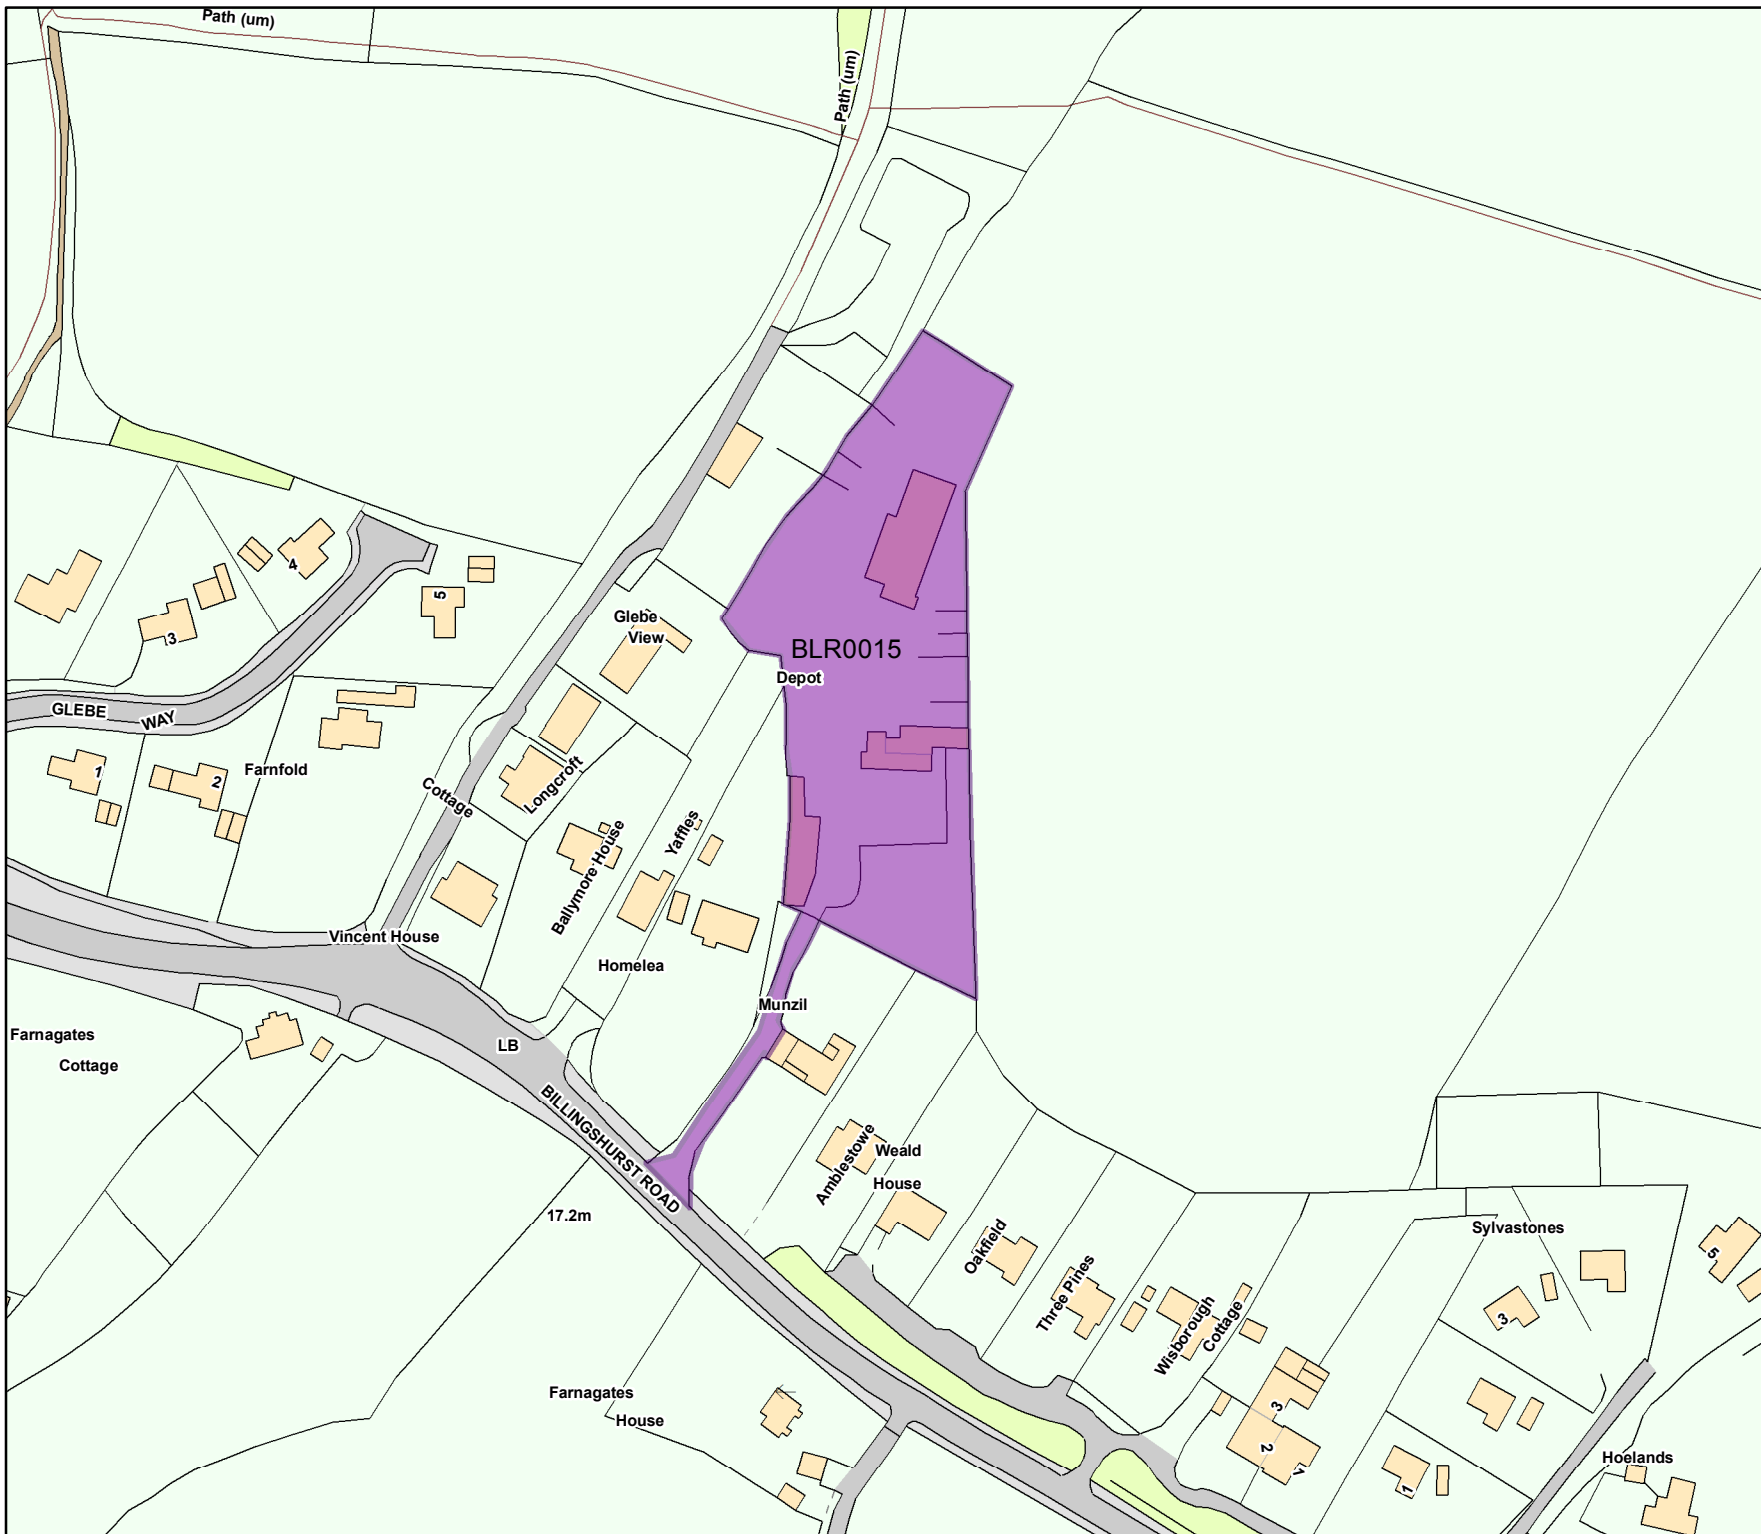 Path (um)
Path (um)
4
5
3
Glebe
View
BLR0015
Depot
GLEBE
WAY
1
2
Farnfold
Cottage
Longcroft
Ballymore House
Yaffles
Vincent House
Homelea
Munzil
Farnagates
Cottage
LB
BILLINGSHURST ROAD
17.2m
Amblestowe
Weald
House
Oakfield
Three Pines
Wisborough
Cottage
Sylvastones
5
3
Farnagates
House
3
2
1
1
Hoelands